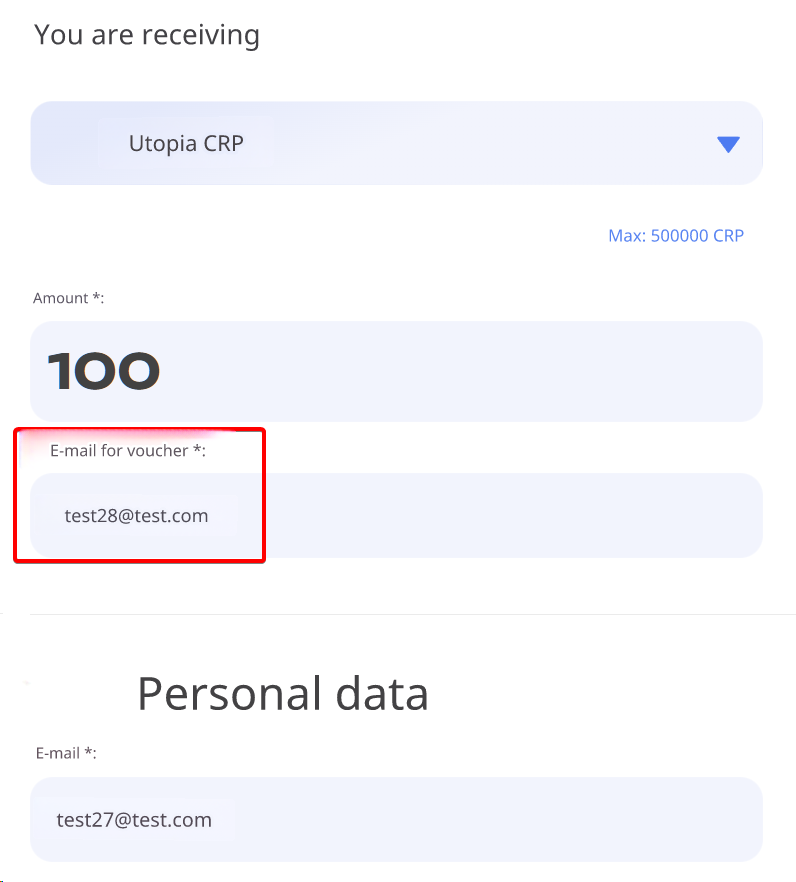 You are receiving
Utopia CRP
Max: 500000 CRP
Amount *:
100
E-mail for voucher *:
test28@test.com
Personal data
E-mail *:
test27@test.com